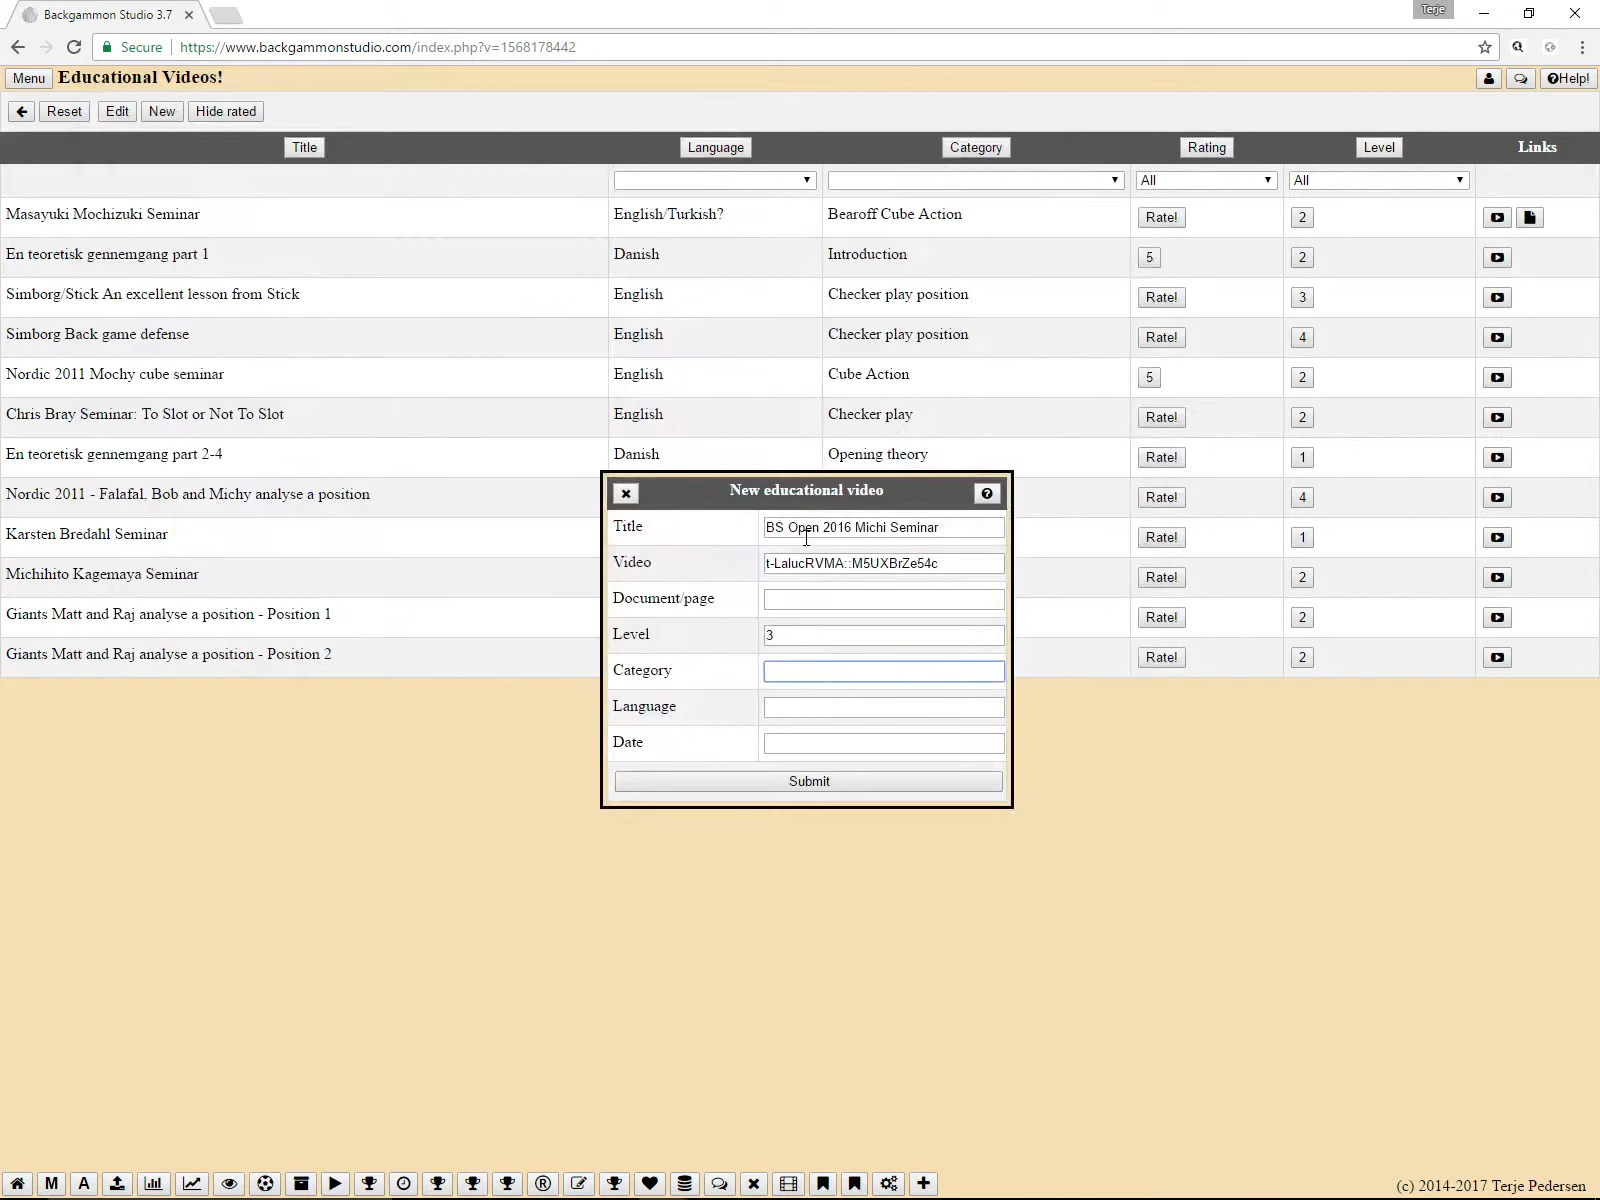 Backgammon Studio 3.7
Terje
Secure https://www.backgammonstudio.com/index.php?v=1568178442
Menu Educational Videos! Help!
Reset Edit New Hide rated
Title Language Category Rating Level Links
All All
Masayuki Mochizuki Seminar English/Turkish? Bearoff Cube Action Rate! 2
En teoretisk gennemgang part 1 Danish Introduction 5 2
Simborg/Stick An excellent lesson from Stick English Checker play position Rate! 3
Simborg Back game defense English Checker play position Rate! 4
Nordic 2011 Mochy cube seminar English Cube Action 5 2
Chris Bray Seminar: To Slot or Not To Slot English Checker play Rate! 2
En teoretisk gennemgang part 2-4 Danish Opening theory Rate! 1
Nordic 2011 - Falafal, Bob and Michy analyse a position Rate! 4
Karsten Bredahl Seminar Rate! 1
Michihito Kagemaya Seminar Rate! 2
Giants Matt and Raj analyse a position - Position 1 Rate! 2
Giants Matt and Raj analyse a position - Position 2 Rate! 2
New educational video
Title BS Open 2016 Michi Seminar
Video t-LalucRVMA::M5UXBrZe54c
Document/page
Level 3
Category
Language
Date
Submit
M A R
(c) 2014-2017 Terje Pedersen